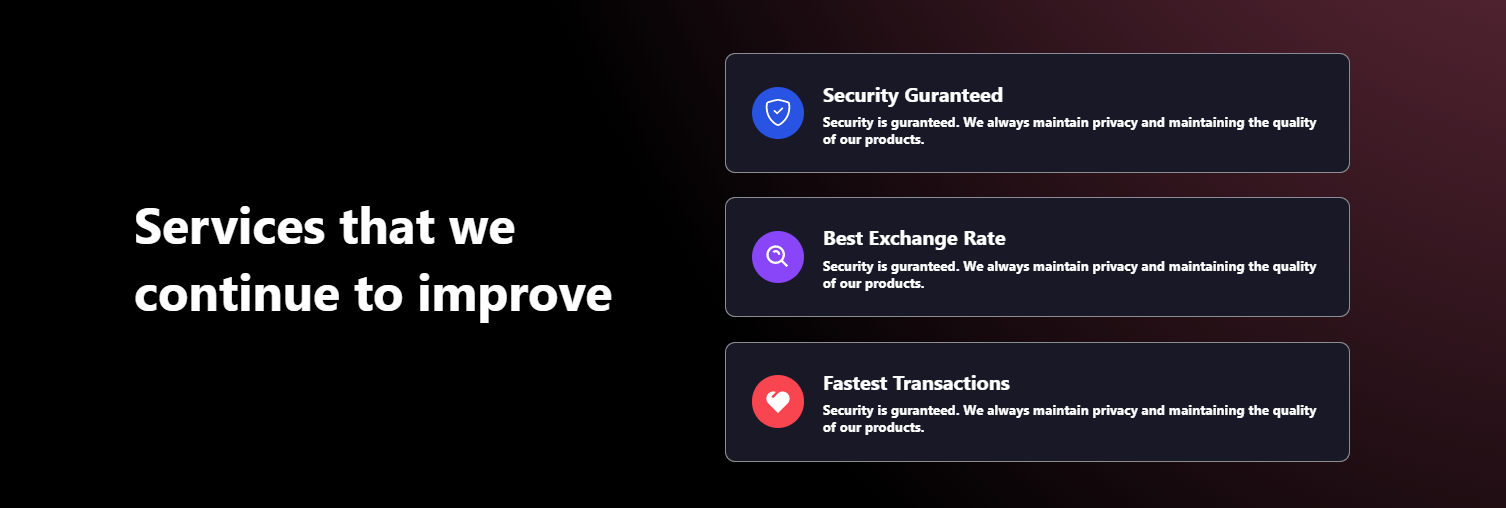 Services that we
continue to improve
Security Guranteed
Security is guranteed. We always maintain privacy and maintaining the quality
of our products.
Best Exchange Rate
Security is guranteed. We always maintain privacy and maintaining the quality
of our products.
Fastest Transactions
Security is guranteed. We always maintain privacy and maintaining the quality
of our products.